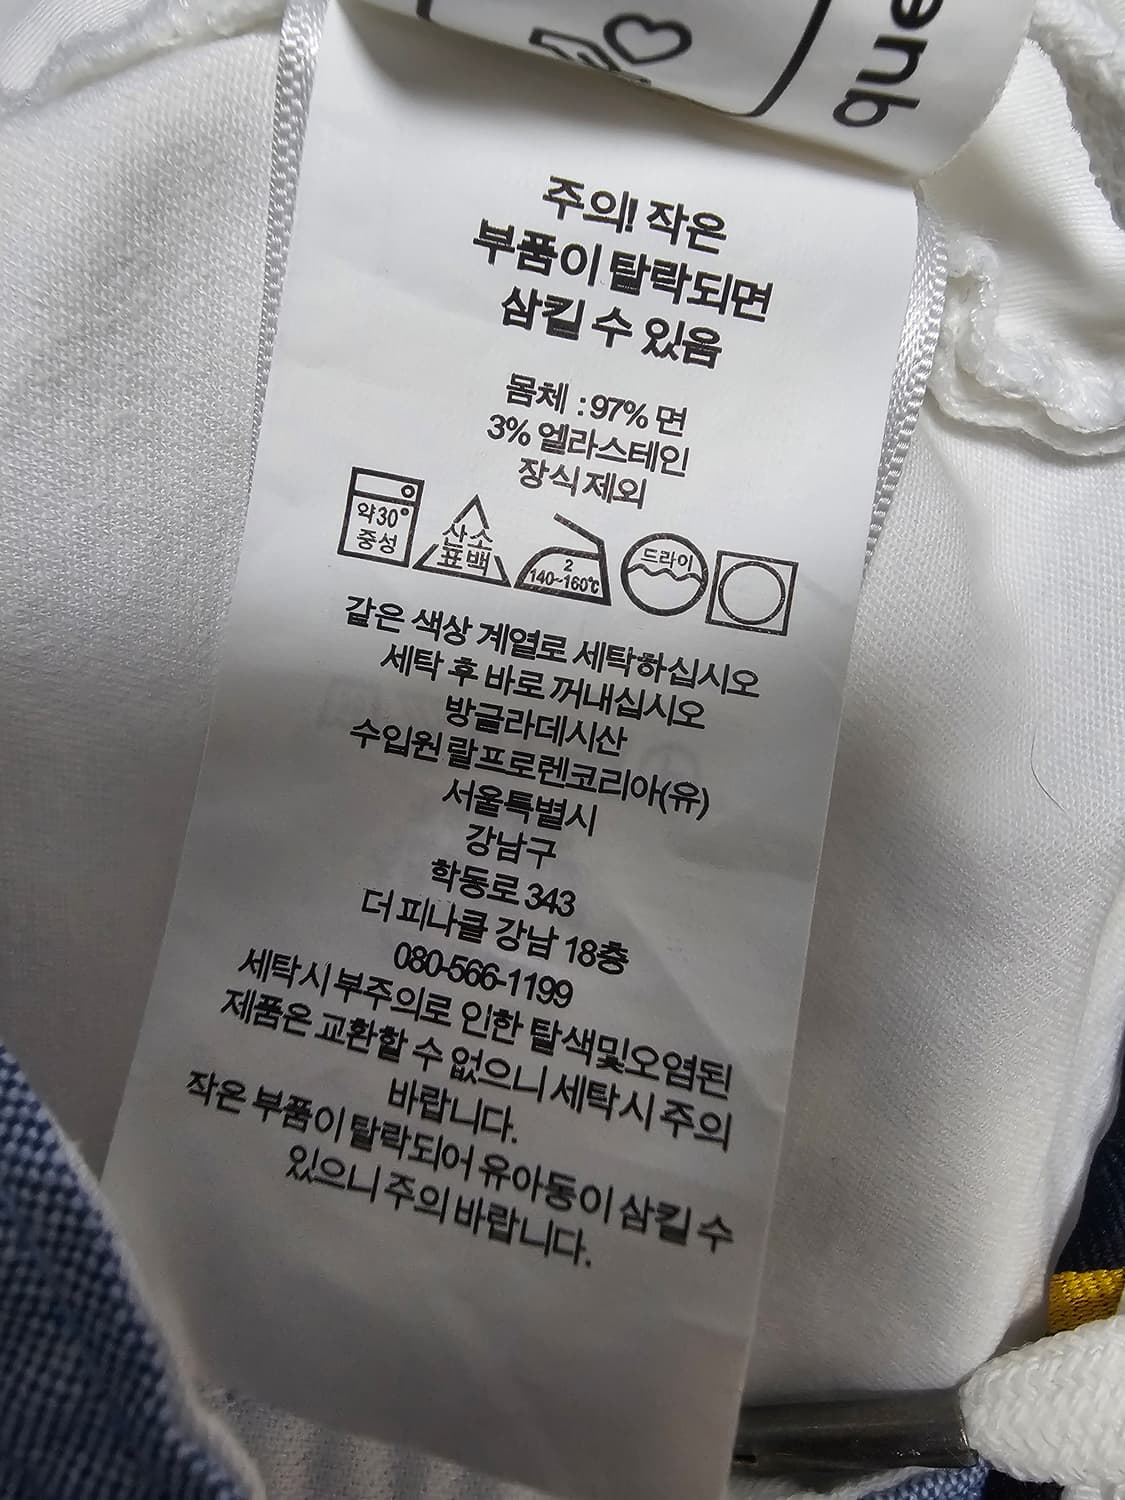 주의! 작은
부품이 탈락되면
삼킬 수 있음
몸체 : 97% 면
3% 엘라스테인
장식 제외
약30°
중성
산소
표백
2
140~160℃
드라이
같은 색상 계열로 세탁하십시오
세탁 후 바로 꺼내십시오
방글라데시산
수입원 랄프로렌코리아(유)
서울특별시
강남구
학동로 343
더 피나클 강남 18층
080-566-1199
세탁시 부주의로 인한 탈색및오염된
제품은 교환할 수 없으니 세탁시 주의
바랍니다.
작은 부품이 탈락되어 유아동이 삼킬 수
있으니 주의 바랍니다.